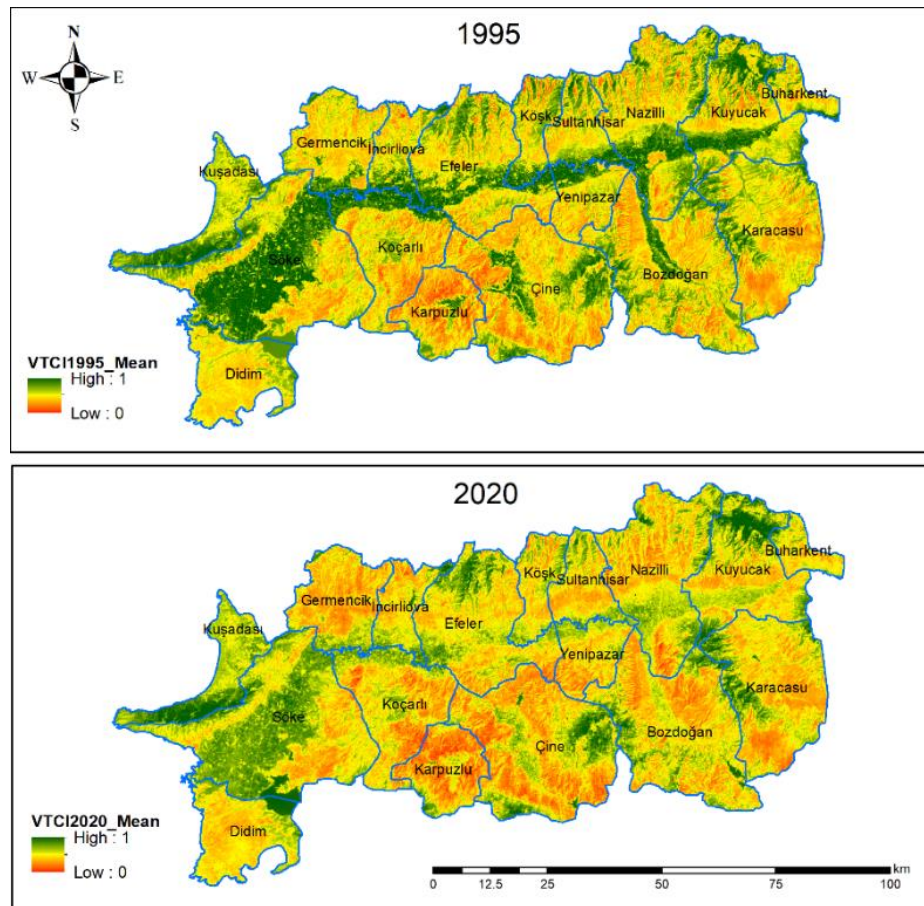 1995
N
W
E
S
Buharkent
Köşk
Sultanhisar
Nazilli
Kuyucak
Germencik
İncirliova
Efeler
Kuşadası
Yenipazar
Karacasu
Koçarlı
Söke
Bozdoğan
Çine
Karpuzlu
Didim
VTCI1995_Mean
High : 1
Low : 0
2020
Buharkent
Köşk
Sultanhisar
Nazilli
Kuyucak
Germencik
İncirliova
Efeler
Kuşadası
Yenipazar
Karacasu
Koçarlı
Söke
Bozdoğan
Çine
Karpuzlu
Didim
VTCI2020_Mean
High : 1
Low : 0
km
0 12.5 25 50 75 100